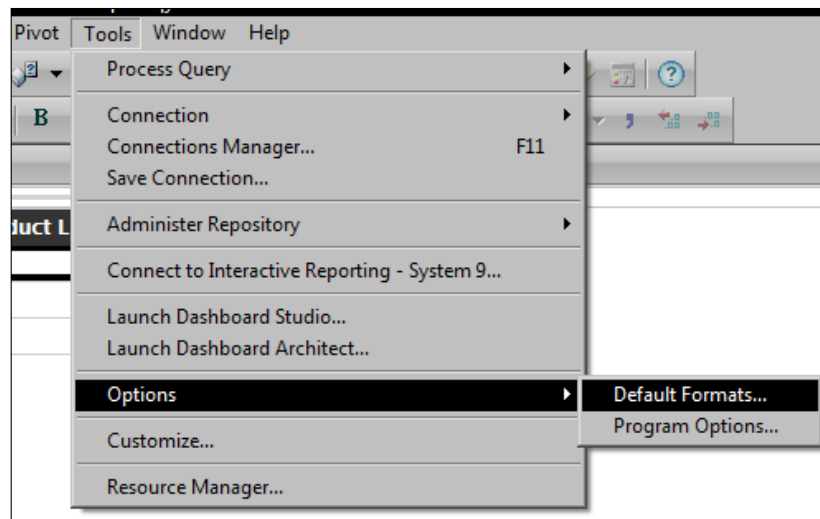 Pivot Tools Window Help
Process Query
B
Connection
Connections Manager... F11
Save Connection...
duct L
Administer Repository
Connect to Interactive Reporting - System 9...
Launch Dashboard Studio...
Launch Dashboard Architect...
Options
Default Formats...
Program Options...
Customize...
Resource Manager...